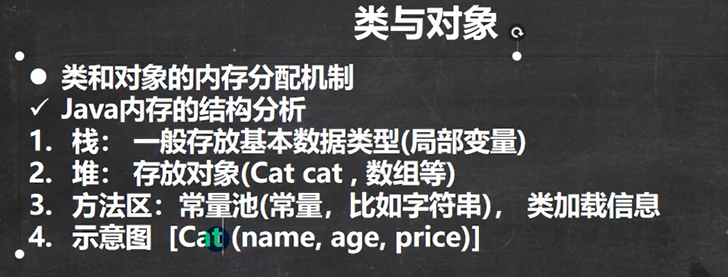 类与对象
● 类和对象的内存分配机制
✓ Java内存的结构分析
1. 栈： 一般存放基本数据类型(局部变量)
2. 堆： 存放对象(Cat cat , 数组等)
3. 方法区：常量池(常量，比如字符串)， 类加载信息
4. 示意图 [Cat (name, age, price)]